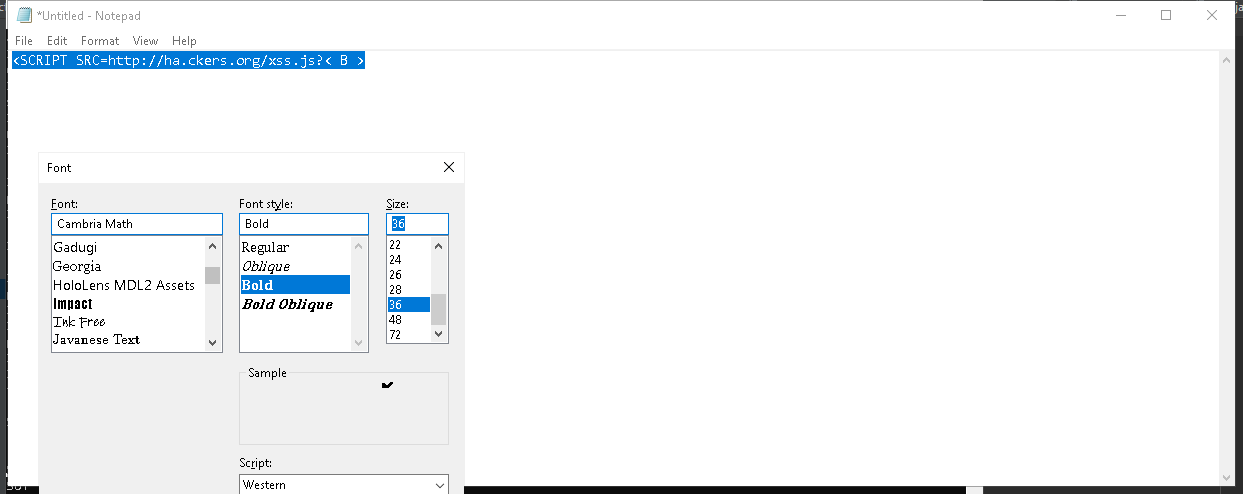 *Untitled - Notepad
File Edit Format View Help
<SCRIPT SRC=http://ha.ckers.org/xss.js?< B >
Font
Font: Font style: Size:
Cambria Math Bold 36
Gadugi Regular 22
Georgia Oblique 24
HoloLens MDL2 Assets Bold 26
Impact Bold Oblique 28
Ink Free 36
Javanese Text 48
72
Sample
Script:
Western